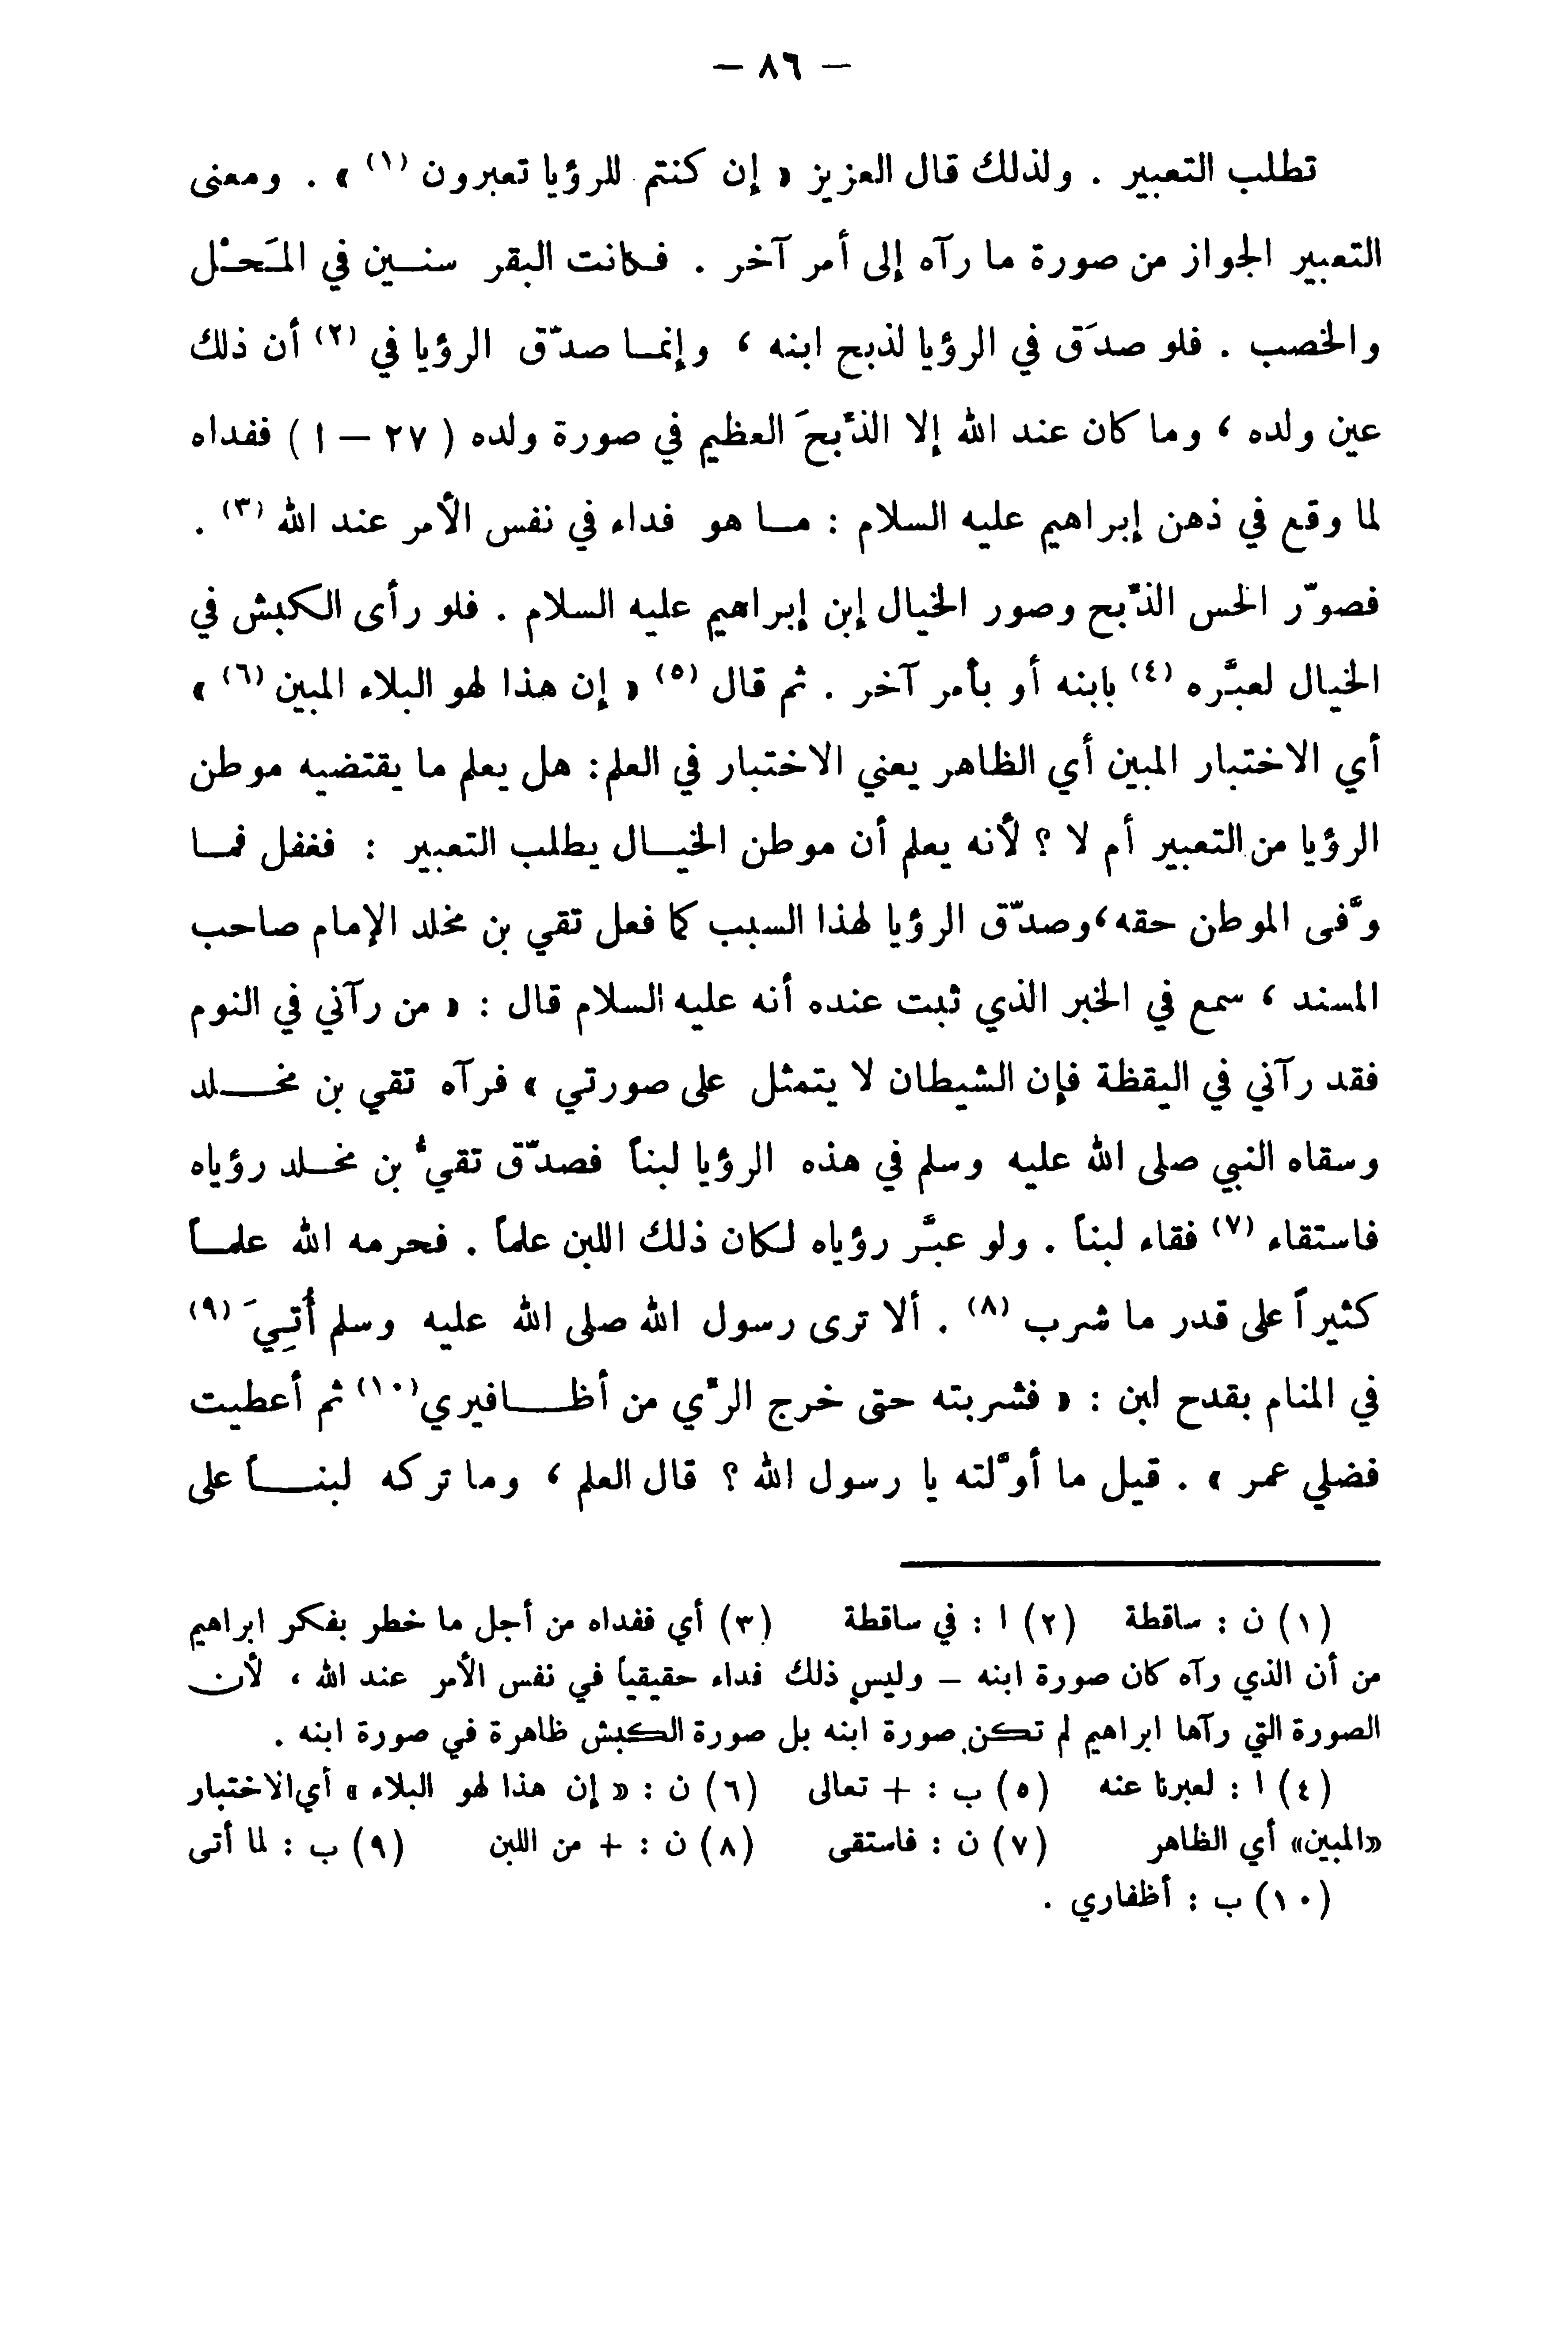 — ٨٦ —
تطلب التعبير . ولذلك قال العزيز « إن كنتم للرؤيا تعبرون (١) » . ومعنى
التعبير الجواز من صورة ما رآه إلى أمر آخر . فكانت البقر سنين في المَحْل
والخصب . فلو صدَق في الرؤيا لذبح ابنه ، وإنما صدّق الرؤيا في (٢) أن ذلك
عين ولده ، وما كان عند الله إلا الذِّبحَ العظيم في صورة ولده ( ٢٧ – ا ) ففداه
لما وقع في ذهن إبراهيم عليه السلام : ما هو فداء في نفس الأمر عند الله (٣) .
فصوّر الحس الذِّبح وصور الخيال إبن إبراهيم عليه السلام . فلو رأى الكبش في
الخيال لعبَّره (٤) بابنه أو بأمر آخر . ثم قال (٥) « إن هذا لهو البلاء المبين (٦) »
أي الاختبار المبين أي الظاهر يعني الاختبار في العلم: هل يعلم ما يقتضيه موطن
الرؤيا من التعبير أم لا ؟ لأنه يعلم أن موطن الخيال يطلب التعبير : فغفل فما
وفَّى الموطن حقه، وصدّق الرؤيا لهذا السبب كما فعل تقي بن مخلد الإمام صاحب
المسند ، سمع في الخبر الذي ثبت عنده أنه عليه السلام قال : « من رآني في النوم
فقد رآني في اليقظة فإن الشيطان لا يتمثل على صورتي » فرآه تقي بن مخلد
وسقاه النبي صلى الله عليه وسلم في هذه الرؤيا لبناً فصدّق تقيُّ بن مخلد رؤياه
فاستقاء (٧) فقاء لبناً . ولو عبَّر رؤياه لكان ذلك اللبن علماً . فحرمه الله علماً
كثيراً على قدر ما شرب (٨) . ألا ترى رسول الله صلى الله عليه وسلم أُتِيَ (٩)
في المنام بقدح لبن : « فشربته حتى خرج الرِّي من أظافيري (١٠) ثم أعطيت
فضلي عمر » . قيل ما أوَّلته يا رسول الله ؟ قال العلم ، وما تركه لبناً على
(١) ن : ساقطة (٢) ا : في ساقطة (٣) أي ففداه من أجل ما خطر بفكر ابراهيم
من أن الذي رآه كان صورة ابنه – وليس ذلك فداء حقيقياً في نفس الأمر عند الله ، لأن
الصورة التي رآها ابراهيم لم تكن صورة ابنه بل صورة الكبش ظاهرة في صورة ابنه .
(٤) ا : لعبرنا عنه (٥) ب : + تعالى (٦) ن : « إن هذا لهو البلاء » أي الاختبار
«المبين» أي الظاهر (٧) ن : فاستقى (٨) ن : + من اللبن (٩) ب : لما أتى
(١٠) ب : أظفاري .